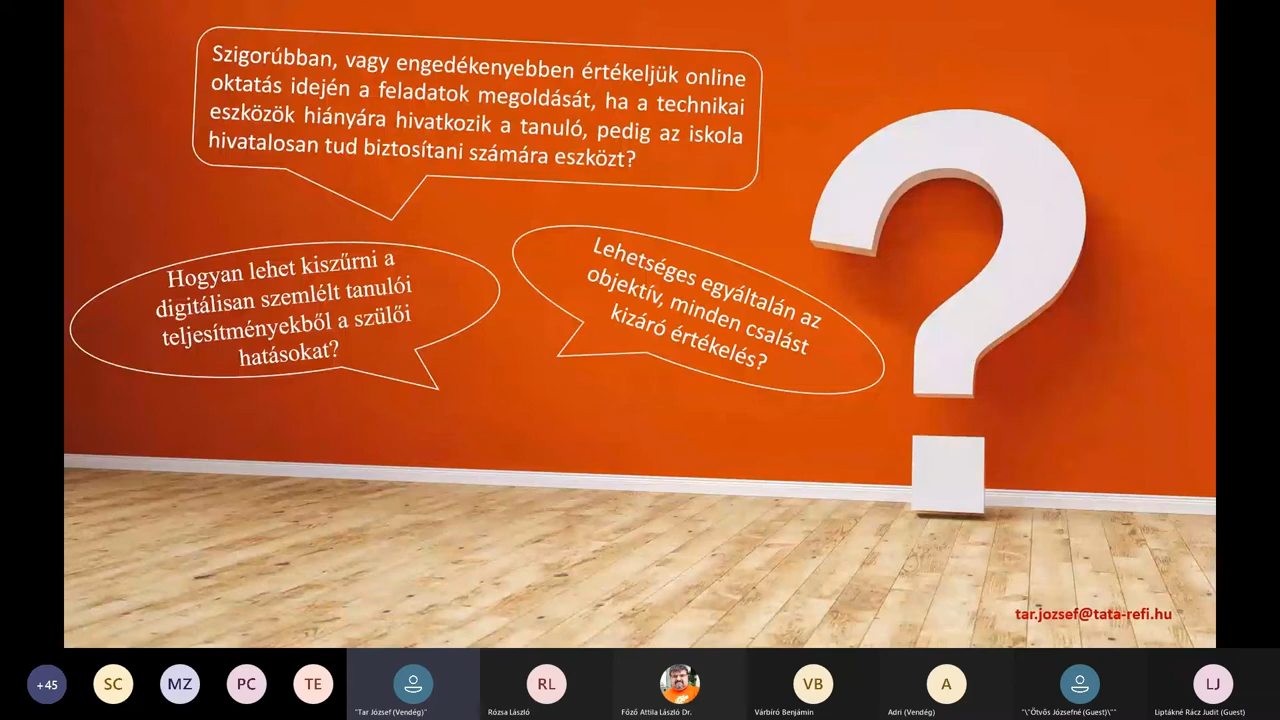 Szigorúbban, vagy engedékenyebben értékeljük online
oktatás idején a feladatok megoldását, ha a technikai
eszközök hiányára hivatkozik a tanuló, pedig az iskola
hivatalosan tud biztosítani számára eszközt?
Hogyan lehet kiszűrni a
digitálisan szemlélt tanulói
teljesítményekből a szülői
hatásokat?
Lehetséges egyáltalán az
objektív, minden csalást
kizáró értékelés?
tar.jozsef@tata-refi.hu
+45
SC
MZ
PC
TE
"Tar József (Vendég)"
RL
Rózsa László
Főző Attila László Dr.
VB
Várbíró Benjámin
A
Adri (Vendég)
"\"Ötvös Józsefné (Guest)\""
LJ
Liptákné Rácz Judit (Guest)